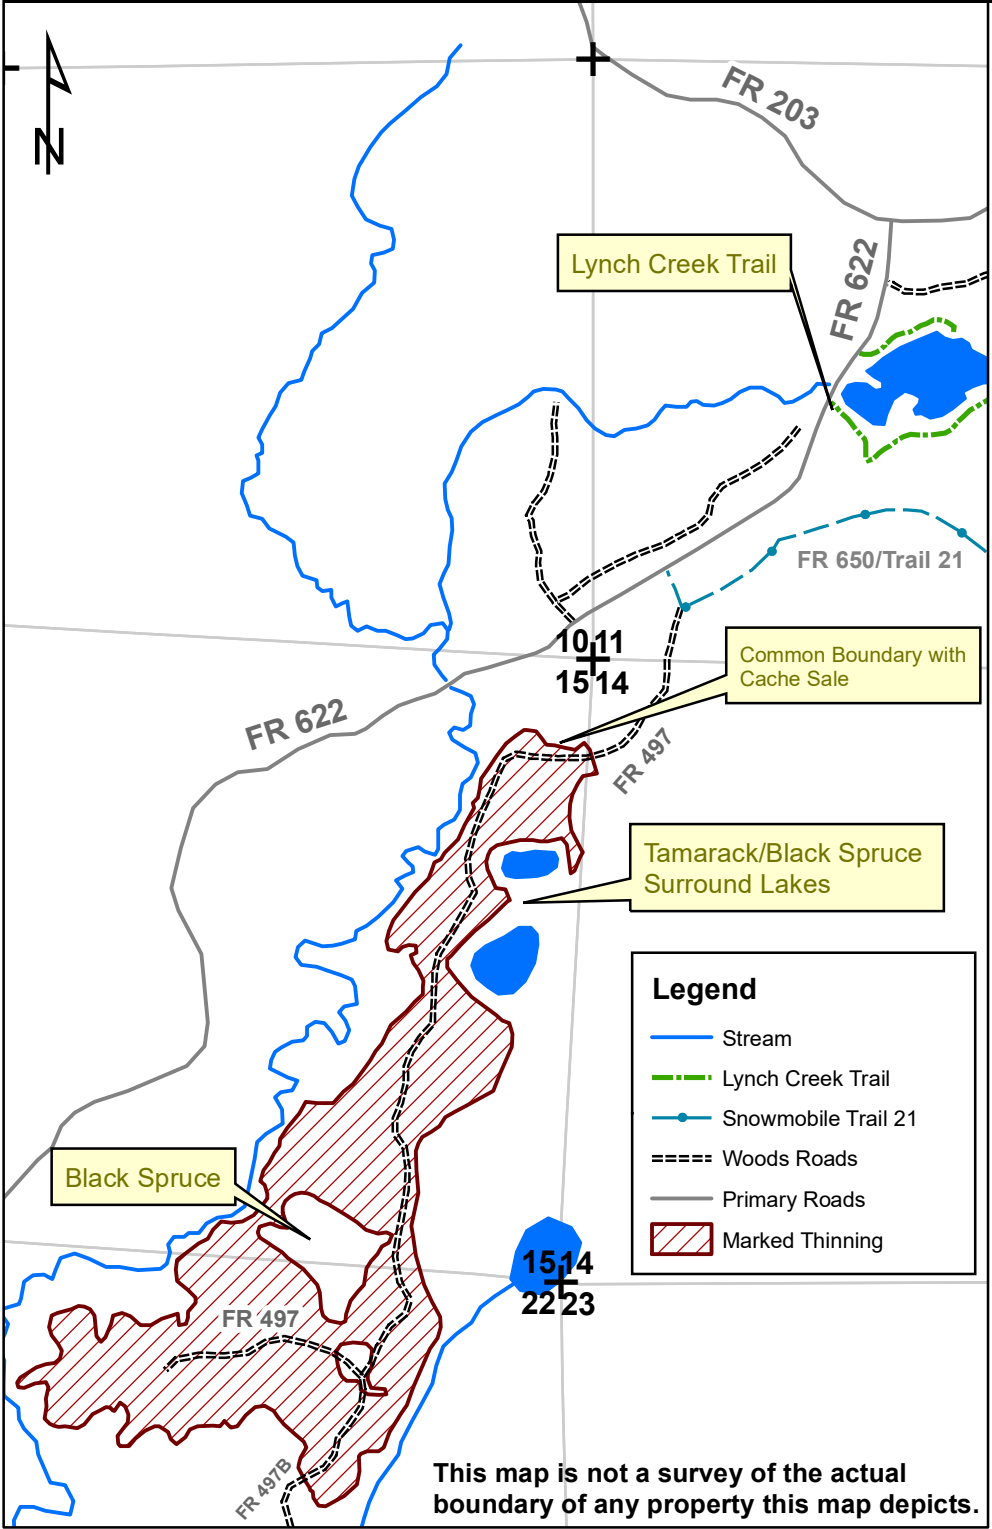 N
FR 203
Lynch Creek Trail
FR 622
FR 650/Trail 21
10 11
15 14
Common Boundary with
Cache Sale
FR 622
FR 497
Tamarack/Black Spruce
Surround Lakes
Legend
Stream
Lynch Creek Trail
Snowmobile Trail 21
Woods Roads
Primary Roads
Marked Thinning
Black Spruce
15 14
22 23
FR 497
FR 497B
This map is not a survey of the actual
boundary of any property this map depicts.